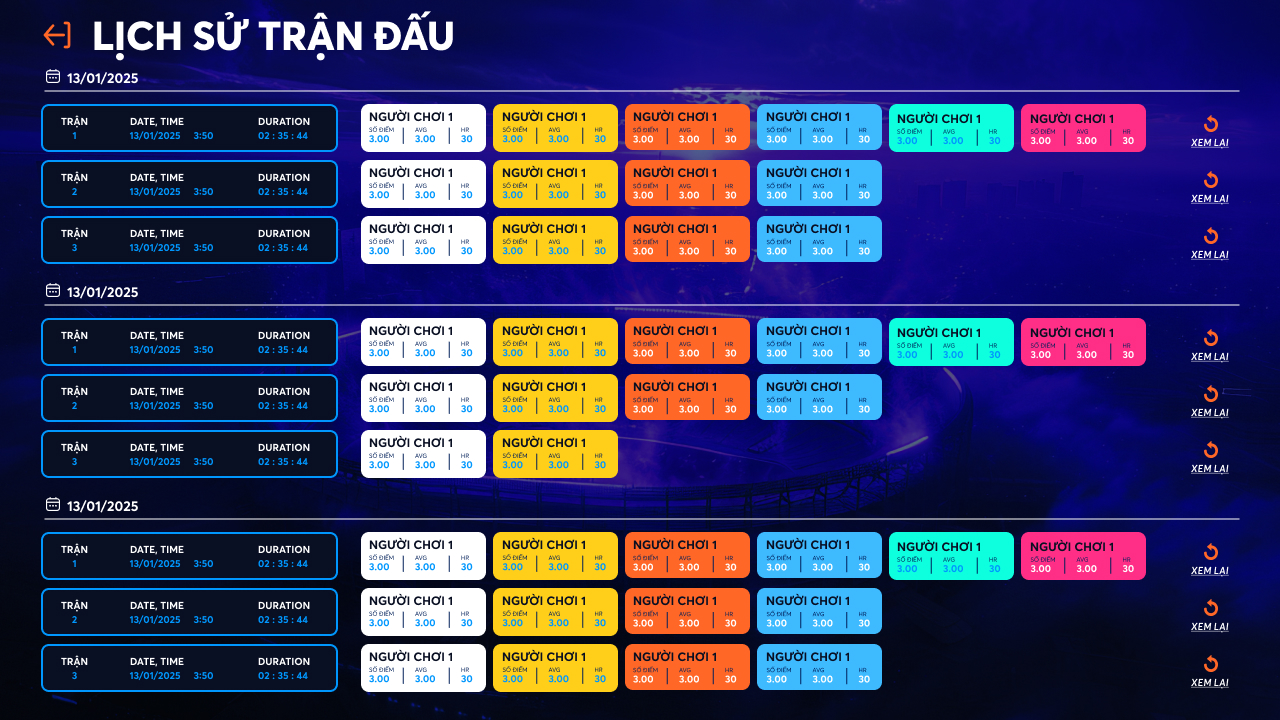 LỊCH SỬ TRẬN ĐẤU
13/01/2025
TRẬN DATE, TIME DURATION NGƯỜI CHƠI 1 NGƯỜI CHƠI 1 NGƯỜI CHƠI 1 NGƯỜI CHƠI 1 NGƯỜI CHƠI 1 NGƯỜI CHƠI 1
SỐ ĐIỂM AVG HR SỐ ĐIỂM AVG HR SỐ ĐIỂM AVG HR SỐ ĐIỂM AVG HR SỐ ĐIỂM AVG HR SỐ ĐIỂM AVG HR
1 13/01/2025 3:50 02 : 35 : 44 3.00 3.00 30 3.00 3.00 30 3.00 3.00 30 3.00 3.00 30 3.00 3.00 30 3.00 3.00 30 XEM LẠI
TRẬN DATE, TIME DURATION NGƯỜI CHƠI 1 NGƯỜI CHƠI 1 NGƯỜI CHƠI 1 NGƯỜI CHƠI 1
SỐ ĐIỂM AVG HR SỐ ĐIỂM AVG HR SỐ ĐIỂM AVG HR SỐ ĐIỂM AVG HR
2 13/01/2025 3:50 02 : 35 : 44 3.00 3.00 30 3.00 3.00 30 3.00 3.00 30 3.00 3.00 30 XEM LẠI
TRẬN DATE, TIME DURATION NGƯỜI CHƠI 1 NGƯỜI CHƠI 1 NGƯỜI CHƠI 1 NGƯỜI CHƠI 1
SỐ ĐIỂM AVG HR SỐ ĐIỂM AVG HR SỐ ĐIỂM AVG HR SỐ ĐIỂM AVG HR
3 13/01/2025 3:50 02 : 35 : 44 3.00 3.00 30 3.00 3.00 30 3.00 3.00 30 3.00 3.00 30 XEM LẠI
13/01/2025
TRẬN DATE, TIME DURATION NGƯỜI CHƠI 1 NGƯỜI CHƠI 1 NGƯỜI CHƠI 1 NGƯỜI CHƠI 1 NGƯỜI CHƠI 1 NGƯỜI CHƠI 1
SỐ ĐIỂM AVG HR SỐ ĐIỂM AVG HR SỐ ĐIỂM AVG HR SỐ ĐIỂM AVG HR SỐ ĐIỂM AVG HR SỐ ĐIỂM AVG HR
1 13/01/2025 3:50 02 : 35 : 44 3.00 3.00 30 3.00 3.00 30 3.00 3.00 30 3.00 3.00 30 3.00 3.00 30 3.00 3.00 30 XEM LẠI
TRẬN DATE, TIME DURATION NGƯỜI CHƠI 1 NGƯỜI CHƠI 1 NGƯỜI CHƠI 1 NGƯỜI CHƠI 1
SỐ ĐIỂM AVG HR SỐ ĐIỂM AVG HR SỐ ĐIỂM AVG HR SỐ ĐIỂM AVG HR
2 13/01/2025 3:50 02 : 35 : 44 3.00 3.00 30 3.00 3.00 30 3.00 3.00 30 3.00 3.00 30 XEM LẠI
TRẬN DATE, TIME DURATION NGƯỜI CHƠI 1 NGƯỜI CHƠI 1
SỐ ĐIỂM AVG HR SỐ ĐIỂM AVG HR
3 13/01/2025 3:50 02 : 35 : 44 3.00 3.00 30 3.00 3.00 30 XEM LẠI
13/01/2025
TRẬN DATE, TIME DURATION NGƯỜI CHƠI 1 NGƯỜI CHƠI 1 NGƯỜI CHƠI 1 NGƯỜI CHƠI 1 NGƯỜI CHƠI 1 NGƯỜI CHƠI 1
SỐ ĐIỂM AVG HR SỐ ĐIỂM AVG HR SỐ ĐIỂM AVG HR SỐ ĐIỂM AVG HR SỐ ĐIỂM AVG HR SỐ ĐIỂM AVG HR
1 13/01/2025 3:50 02 : 35 : 44 3.00 3.00 30 3.00 3.00 30 3.00 3.00 30 3.00 3.00 30 3.00 3.00 30 3.00 3.00 30 XEM LẠI
TRẬN DATE, TIME DURATION NGƯỜI CHƠI 1 NGƯỜI CHƠI 1 NGƯỜI CHƠI 1 NGƯỜI CHƠI 1
SỐ ĐIỂM AVG HR SỐ ĐIỂM AVG HR SỐ ĐIỂM AVG HR SỐ ĐIỂM AVG HR
2 13/01/2025 3:50 02 : 35 : 44 3.00 3.00 30 3.00 3.00 30 3.00 3.00 30 3.00 3.00 30 XEM LẠI
TRẬN DATE, TIME DURATION NGƯỜI CHƠI 1 NGƯỜI CHƠI 1 NGƯỜI CHƠI 1 NGƯỜI CHƠI 1
SỐ ĐIỂM AVG HR SỐ ĐIỂM AVG HR SỐ ĐIỂM AVG HR SỐ ĐIỂM AVG HR
3 13/01/2025 3:50 02 : 35 : 44 3.00 3.00 30 3.00 3.00 30 3.00 3.00 30 3.00 3.00 30 XEM LẠI